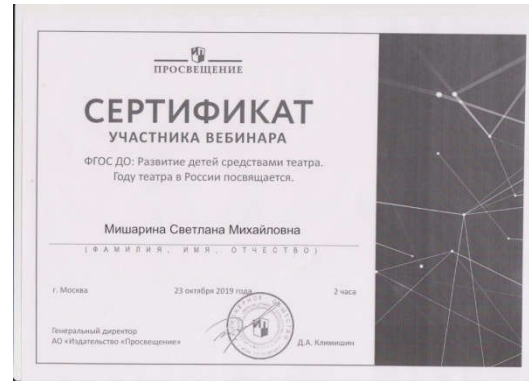 ПРОСВЕЩЕНИЕ
СЕРТИФИКАТ
УЧАСТНИКА ВЕБИНАРА
ФГОС ДО: Развитие детей средствами театра.
Году театра в России посвящается.
Мишарина Светлана Михайловна
(ФАМИЛИЯ, ИМЯ, ОТЧЕСТВО)
г. Москва 23 октября 2019 года 2 часа
Генеральный директор
АО «Издательство «Просвещение» Д.А. Климишин